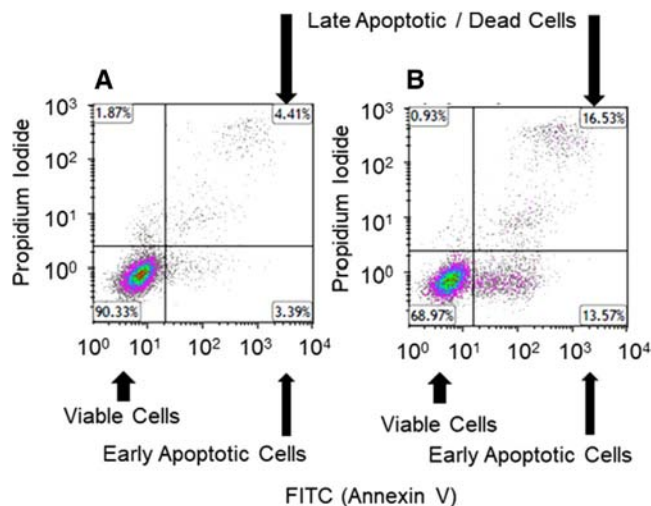 Late Apoptotic / Dead Cells
A
B
Propidium Iodide
10³
10²
10¹
10⁰
1.87%
4.41%
90.33%
3.39%
10⁰ 10¹ 10² 10³ 10⁴
Propidium Iodide
10³
10²
10¹
10⁰
0.93%
16.53%
68.97%
13.57%
10⁰ 10¹ 10² 10³ 10⁴
Viable Cells
Early Apoptotic Cells
Viable Cells
Early Apoptotic Cells
FITC (Annexin V)